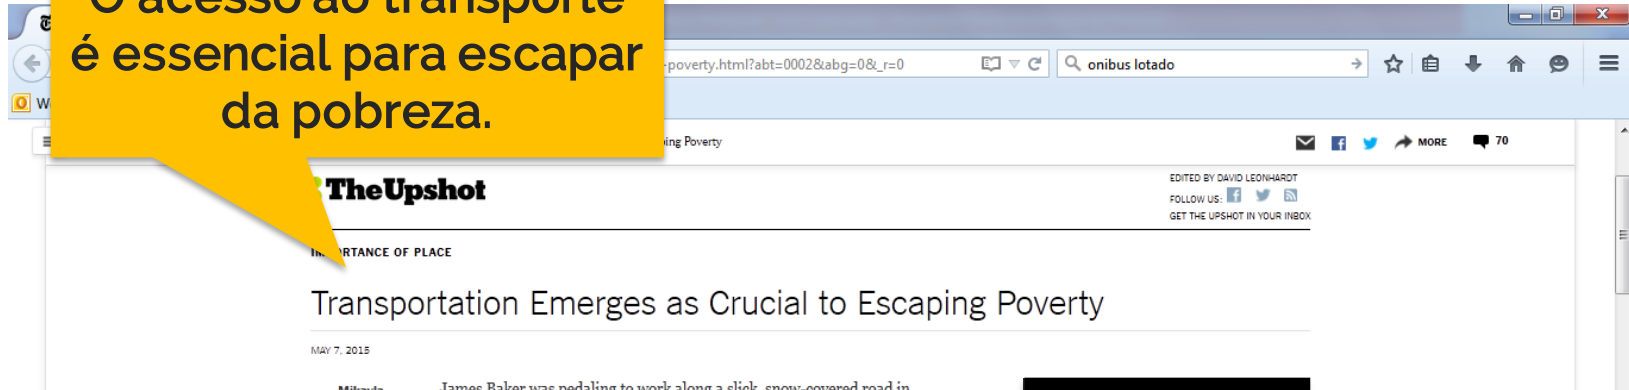 O acesso ao transporte
é essencial para escapar
da pobreza.
-poverty.html?abt=0002&abg=0&_r=0
onibus lotado
ing Poverty
MORE
70
TheUpshot
EDITED BY DAVID LEONHARDT
FOLLOW US:
GET THE UPSHOT IN YOUR INBOX
RTANCE OF PLACE
Transportation Emerges as Crucial to Escaping Poverty
MAY 7, 2015
James Baker was pedaling to work along a slick, snow-covered road in